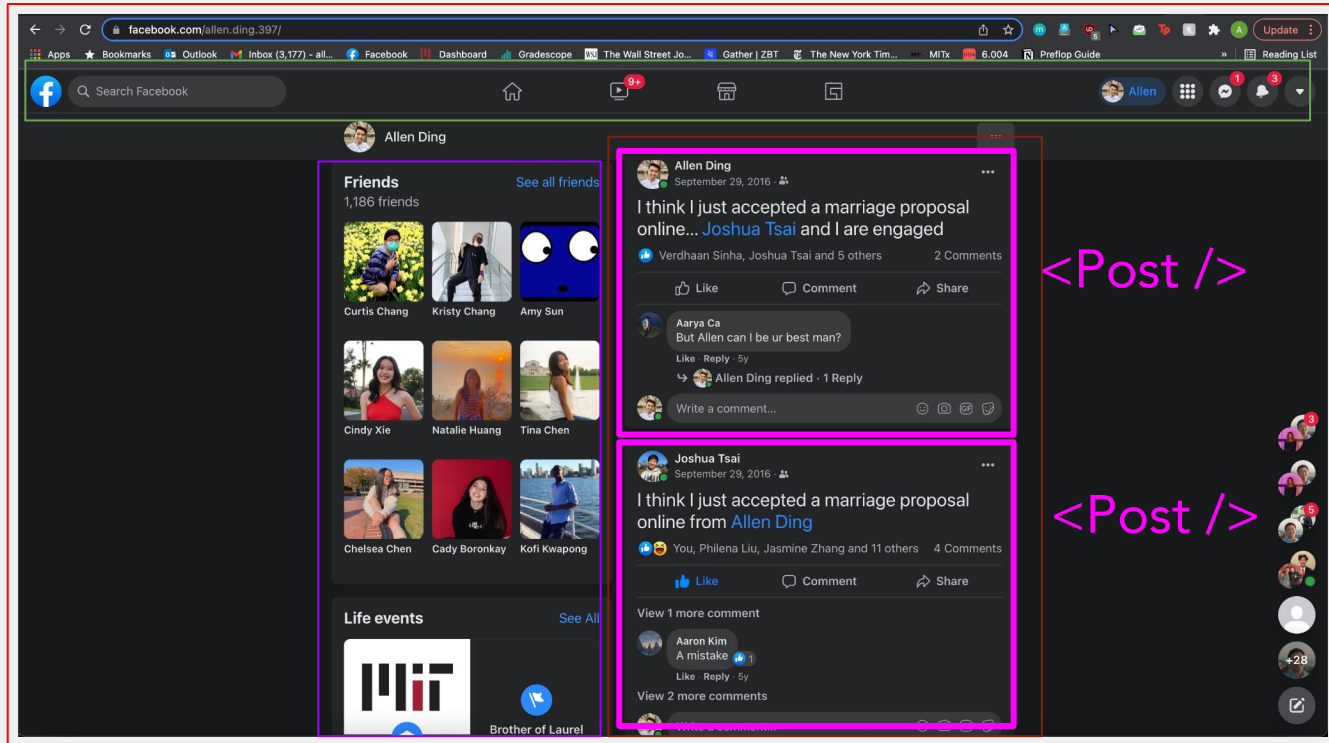 facebook.com/allen.ding.397/
Update
Apps Bookmarks Outlook Inbox (3,177) - all... Facebook Dashboard Gradescope WSJ The Wall Street Jo... Gather | ZBT The New York Tim... MITx 6.004 Preflop Guide » Reading List
Search Facebook 9+ Allen 1 3
Allen Ding
Friends See all friends
1,186 friends
Curtis Chang Kristy Chang Amy Sun
Cindy Xie Natalie Huang Tina Chen
Chelsea Chen Cady Boronkay Kofi Kwapong
Life events See All
MiT
Brother of Laurel
Allen Ding
September 29, 2016 ·
I think I just accepted a marriage proposal
online... Joshua Tsai and I are engaged
Verdhaan Sinha, Joshua Tsai and 5 others 2 Comments
Like Comment Share
Aarya Ca
But Allen can I be ur best man?
Like · Reply · 5y
Allen Ding replied · 1 Reply
Write a comment... GIF
<Post />
Joshua Tsai
September 29, 2016 ·
I think I just accepted a marriage proposal
online from Allen Ding
You, Philena Liu, Jasmine Zhang and 11 others 4 Comments
Like Comment Share
View 1 more comment
Aaron Kim
A mistake 1
Like · Reply · 5y
View 2 more comments
<Post />
3
5
+28